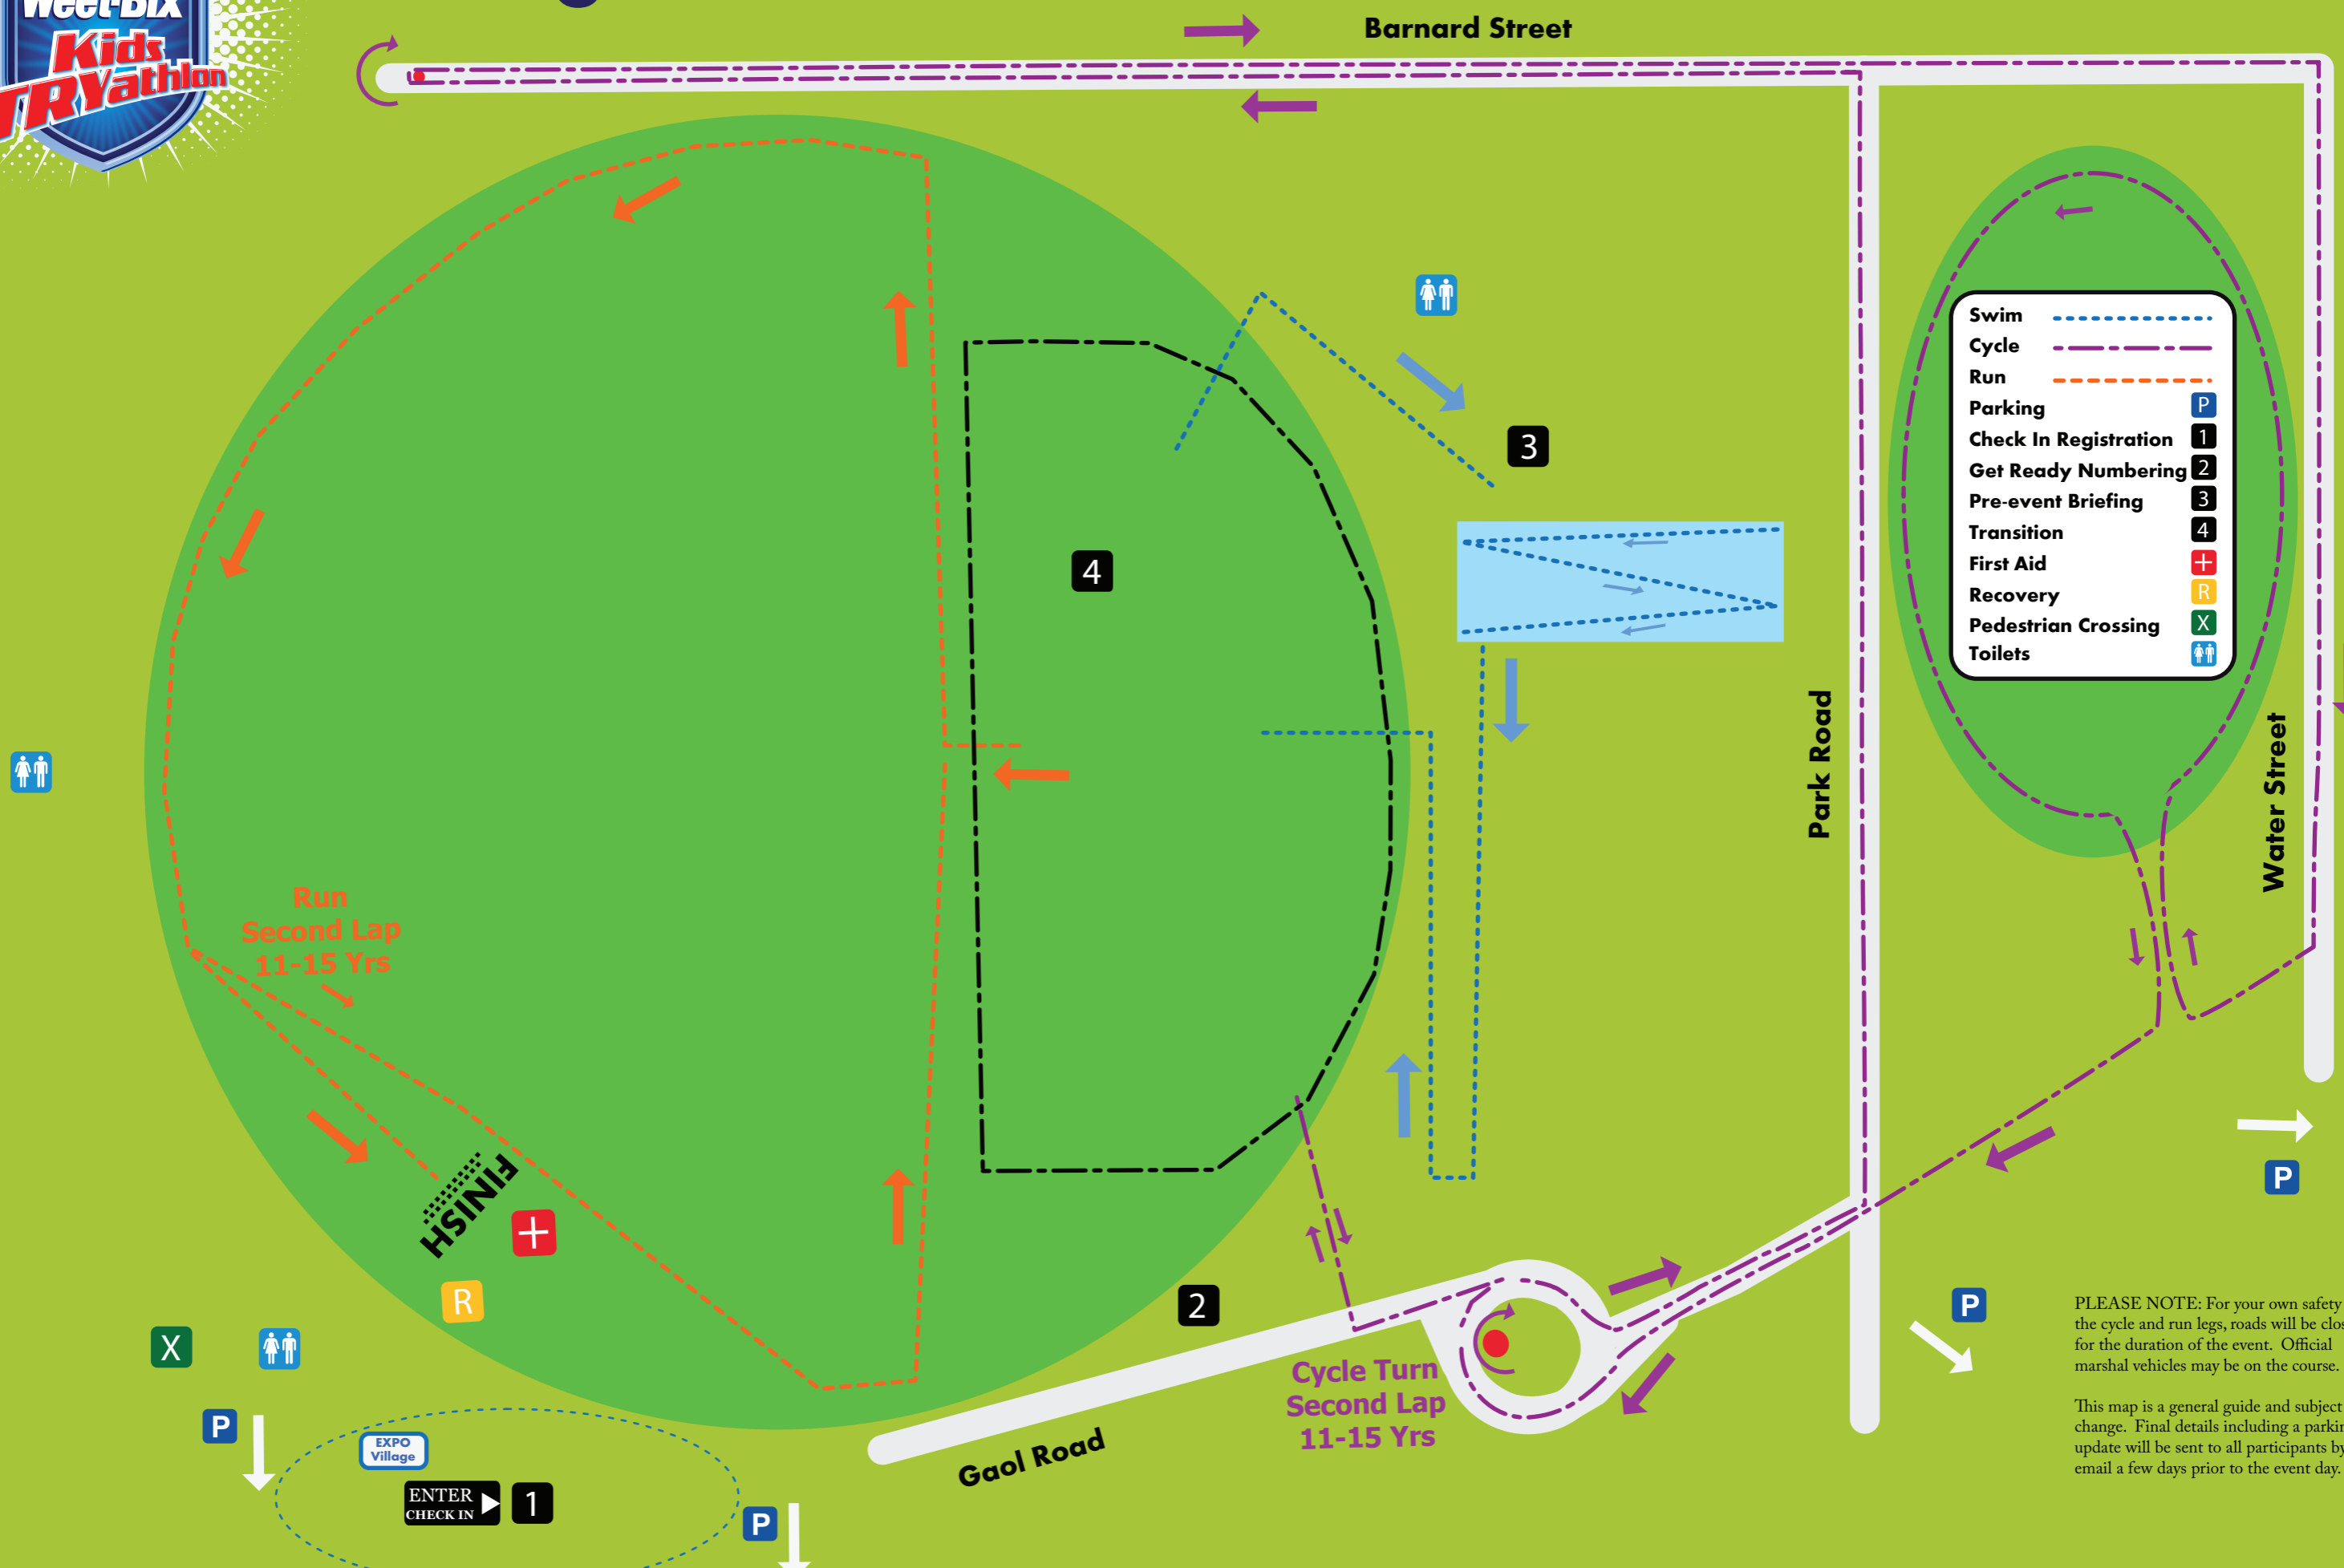 Weet-Bix
Kids
TRYathlon
Barnard Street
3
4
Swim
Cycle
Run
Parking P
Check In Registration 1
Get Ready Numbering 2
Pre-event Briefing 3
Transition 4
First Aid
Recovery R
Pedestrian Crossing X
Toilets
Park Road
Water Street
Run
Second Lap
11-15 Yrs
FINISH
R
X
P
2
Cycle Turn
Second Lap
11-15 Yrs
Gaol Road
EXPO
Village
ENTER
CHECK IN
1
P
P
P
PLEASE NOTE: For your own safety
the cycle and run legs, roads will be clos
for the duration of the event. Official
marshal vehicles may be on the course.
This map is a general guide and subject
change. Final details including a parkin
update will be sent to all participants by
email a few days prior to the event day.